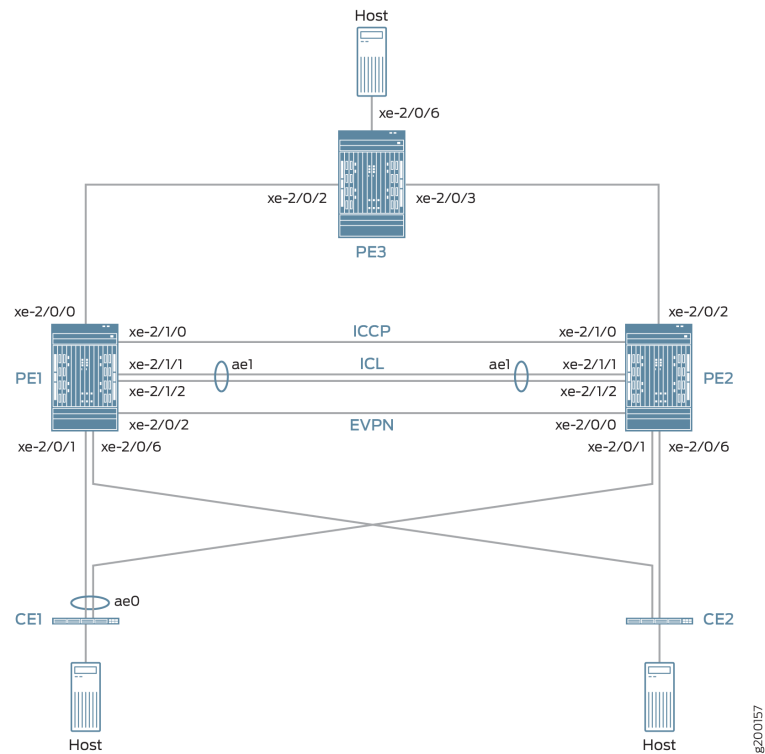 Host
xe-2/0/6
xe-2/0/2
xe-2/0/3
PE3
xe-2/0/0
xe-2/0/2
xe-2/1/0
ICCP
xe-2/1/0
xe-2/1/1
ae1
ICL
ae1
xe-2/1/1
PE1
xe-2/1/2
xe-2/1/2
PE2
xe-2/0/2
EVPN
xe-2/0/0
xe-2/0/1
xe-2/0/6
xe-2/0/1
xe-2/0/6
ae0
CE1
CE2
Host
Host
g200157